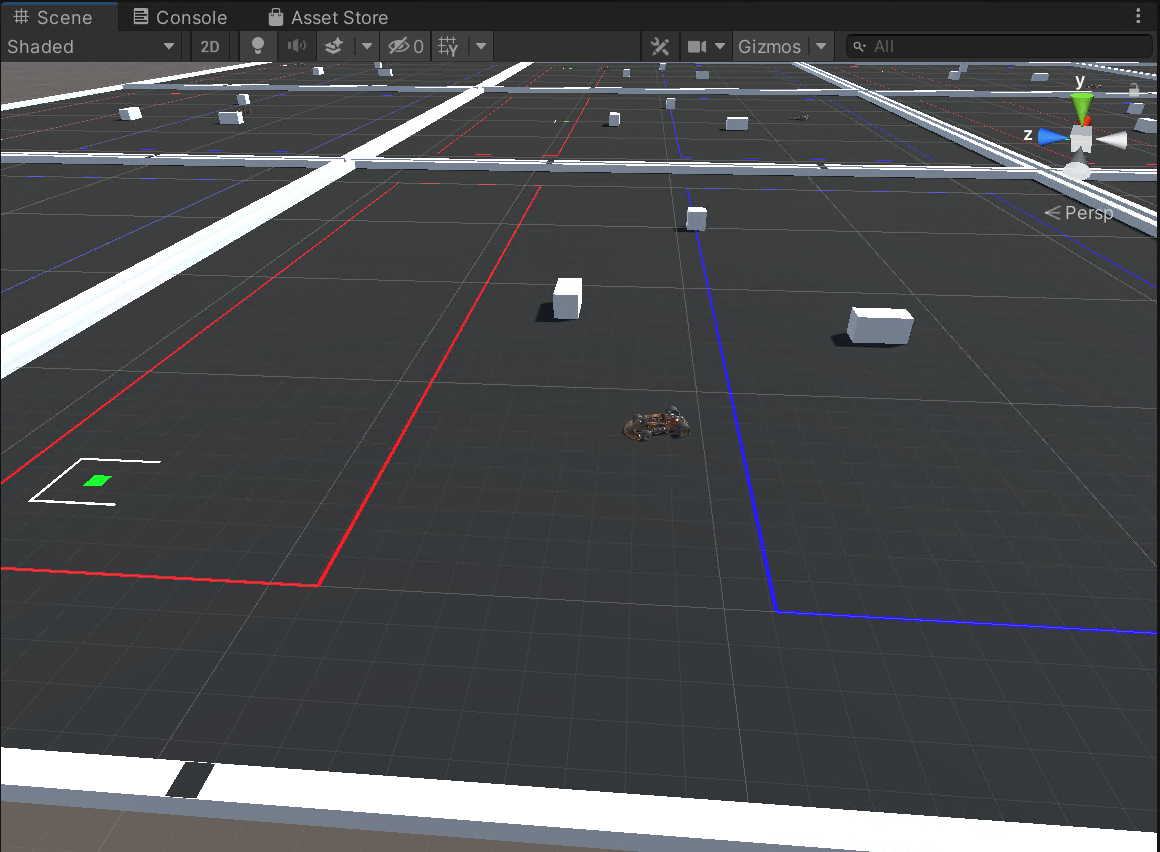 Scene Console Asset Store
Shaded 2D 0 Gizmos All
y
z
Persp